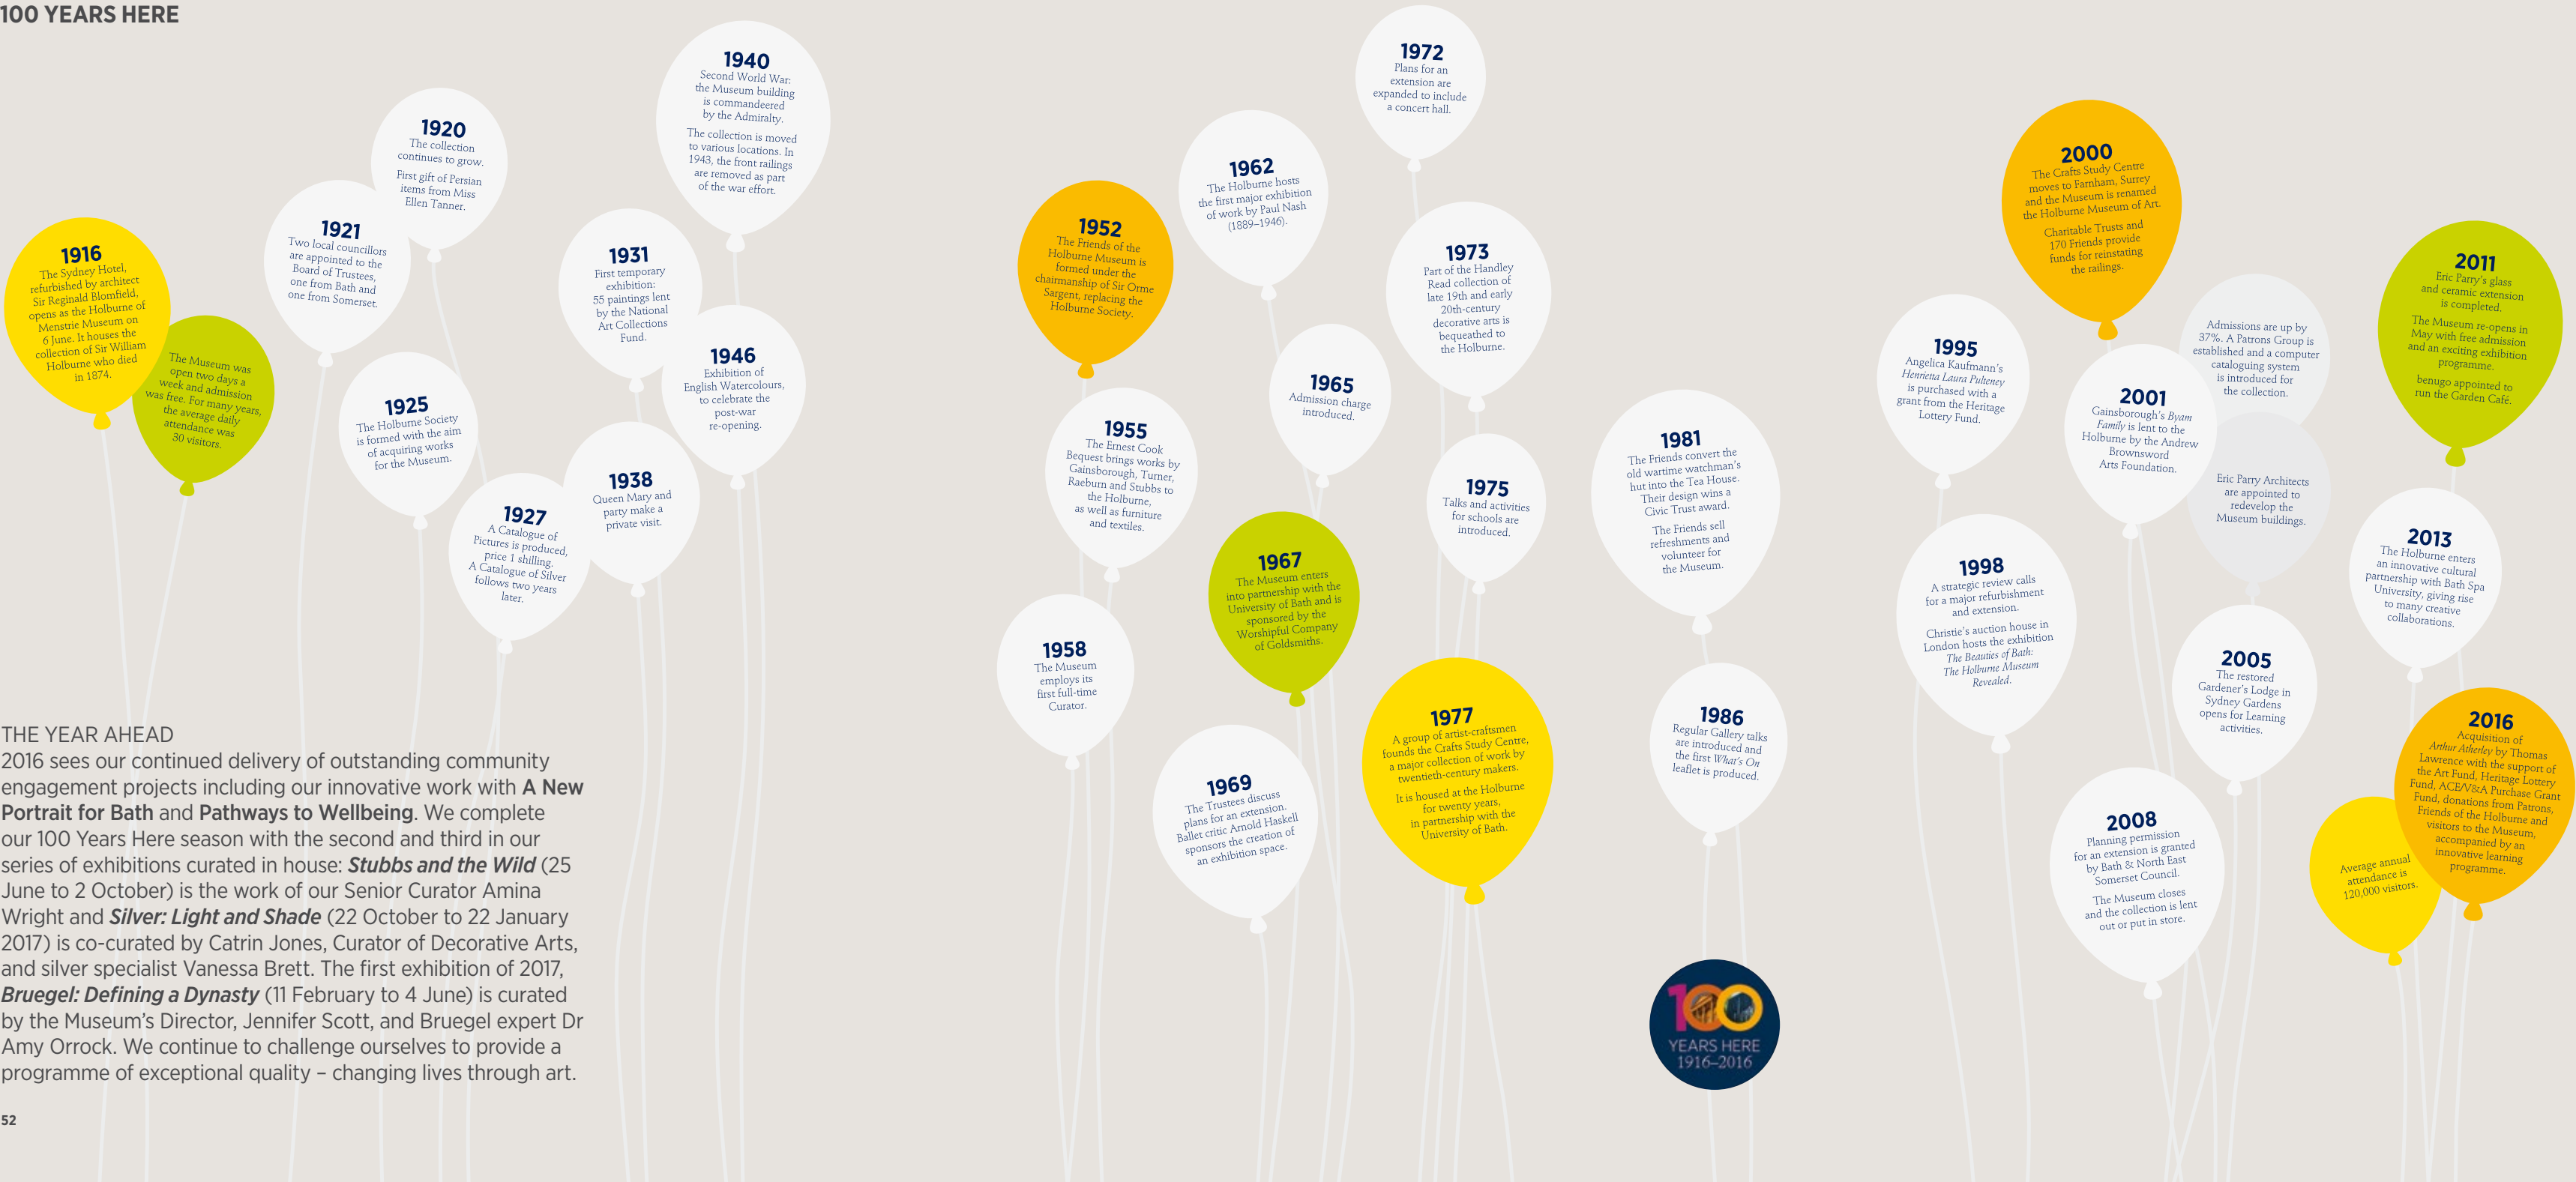 100 YEARS HERE
1916
The Sydney Hotel,
refurbished by architect
Sir Reginald Blomfield,
opens as the Holburne of
Menstrie Museum on
6 June. It houses the
collection of Sir William
Holburne who died
in 1874.
The Museum was
open two days a
week and admission
was free. For many years,
the average daily
attendance was
30 visitors.
1920
The collection
continues to grow.
First gift of Persian
items from Miss
Ellen Tanner.
1921
Two local councillors
are appointed to the
Board of Trustees,
one from Bath and
one from Somerset.
1925
The Holburne Society
is formed with the aim
of acquiring works
for the Museum.
1927
A Catalogue of
Pictures is produced,
price 1 shilling.
A Catalogue of Silver
follows two years
later.
1931
First temporary
exhibition:
55 paintings lent
by the National
Art Collections
Fund.
1938
Queen Mary and
party make a
private visit.
1940
Second World War:
the Museum building
is commandeered
by the Admiralty.
The collection is moved
to various locations. In
1943, the front railings
are removed as part
of the war effort.
1946
Exhibition of
English Watercolours,
to celebrate the
post-war
re-opening.
1952
The Friends of the
Holburne Museum is
formed under the
chairmanship of Sir Orme
Sargent, replacing the
Holburne Society.
1955
The Ernest Cook
Bequest brings works by
Gainsborough, Turner,
Raeburn and Stubbs to
the Holburne,
as well as furniture
and textiles.
1958
The Museum
employs its
first full-time
Curator.
1962
The Holburne hosts
the first major exhibition
of work by Paul Nash
(1889–1946).
1965
Admission charge
introduced.
1967
The Museum enters
into partnership with the
University of Bath and is
sponsored by the
Worshipful Company
of Goldsmiths.
1969
The Trustees discuss
plans for an extension.
Ballet critic Arnold Haskell
sponsors the creation of
an exhibition space.
1972
Plans for an
extension are
expanded to include
a concert hall.
1973
Part of the Handley
Read collection of
late 19th and early
20th-century
decorative arts is
bequeathed to
the Holburne.
1975
Talks and activities
for schools are
introduced.
1977
A group of artist-craftsmen
founds the Crafts Study Centre,
a major collection of work by
twentieth-century makers.
It is housed at the Holburne
for twenty years,
in partnership with the
University of Bath.
1981
The Friends convert the
old wartime watchman's
hut into the Tea House.
Their design wins a
Civic Trust award.
The Friends sell
refreshments and
volunteer for
the Museum.
1986
Regular Gallery talks
are introduced and
the first What's On
leaflet is produced.
100
YEARS HERE
1916–2016
1995
Angelica Kaufmann's
Henrietta Laura Pulteney
is purchased with a
grant from the Heritage
Lottery Fund.
1998
A strategic review calls
for a major refurbishment
and extension.
Christie's auction house in
London hosts the exhibition
The Beauties of Bath:
The Holburne Museum
Revealed.
2000
The Crafts Study Centre
moves to Farnham, Surrey
and the Museum is renamed
the Holburne Museum of Art.
Charitable Trusts and
170 Friends provide
funds for reinstating
the railings.
2001
Gainsborough's Byam
Family is lent to the
Holburne by the Andrew
Brownsword
Arts Foundation.
Admissions are up by
37%. A Patrons Group is
established and a computer
cataloguing system
is introduced for
the collection.
Eric Parry Architects
are appointed to
redevelop the
Museum buildings.
2005
The restored
Gardener's Lodge in
Sydney Gardens
opens for Learning
activities.
2008
Planning permission
for an extension is granted
by Bath & North East
Somerset Council.
The Museum closes
and the collection is lent
out or put in store.
2011
Eric Parry's glass
and ceramic extension
is completed.
The Museum re-opens in
May with free admission
and an exciting exhibition
programme.
benugo appointed to
run the Garden Café.
2013
The Holburne enters
an innovative cultural
partnership with Bath Spa
University, giving rise
to many creative
collaborations.
2016
Acquisition of
Arthur Atherley by Thomas
Lawrence with the support of
the Art Fund, Heritage Lottery
Fund, ACE/V&A Purchase Grant
Fund, donations from Patrons,
Friends of the Holburne and
visitors to the Museum,
accompanied by an
innovative learning
programme.
Average annual
attendance is
120,000 visitors.
THE YEAR AHEAD
2016 sees our continued delivery of outstanding community
engagement projects including our innovative work with A New
Portrait for Bath and Pathways to Wellbeing. We complete
our 100 Years Here season with the second and third in our
series of exhibitions curated in house: Stubbs and the Wild (25
June to 2 October) is the work of our Senior Curator Amina
Wright and Silver: Light and Shade (22 October to 22 January
2017) is co-curated by Catrin Jones, Curator of Decorative Arts,
and silver specialist Vanessa Brett. The first exhibition of 2017,
Bruegel: Defining a Dynasty (11 February to 4 June) is curated
by the Museum's Director, Jennifer Scott, and Bruegel expert Dr
Amy Orrock. We continue to challenge ourselves to provide a
programme of exceptional quality – changing lives through art.
52